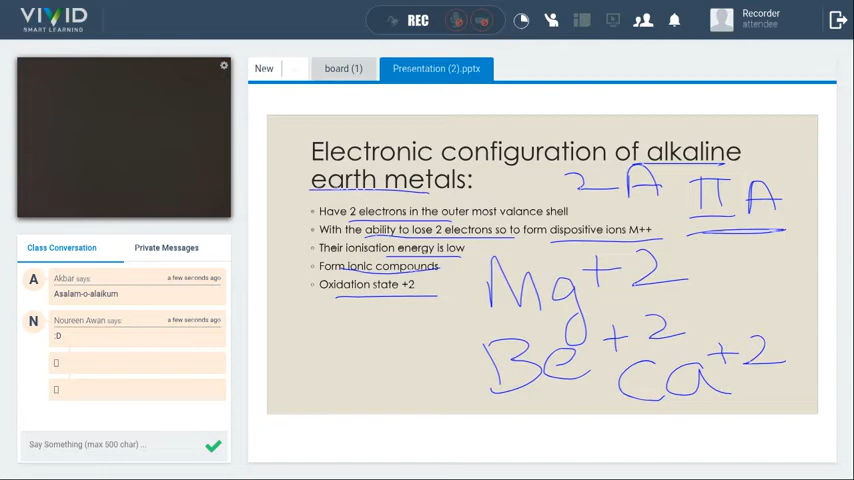 VIVID
SMART LEARNING
REC
Recorder
attendee
New
board (1)
Presentation (2).pptx
Electronic configuration of alkaline
earth metals:
2A
II A
Have 2 electrons in the outer most valance shell
With the ability to lose 2 electrons so to form dispositive ions M++
Their ionisation energy is low
Form ionic compounds
Oxidation state +2
Mg+2
Be+2
Ca+2
Class Conversation
Private Messages
A
Akbar says:
a few seconds ago
Asalam-o-alaikum
N
Noureen Awan says:
a few seconds ago
:D
Say Something (max 500 char) ...